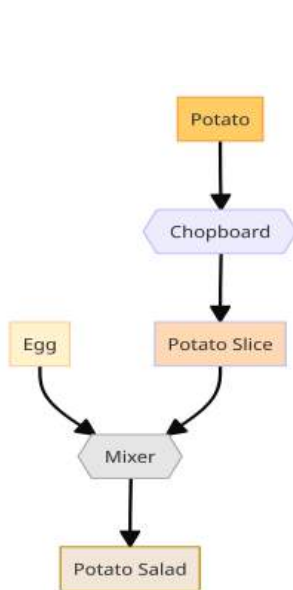 Potato
Chopboard
Egg
Potato Slice
Mixer
Potato Salad